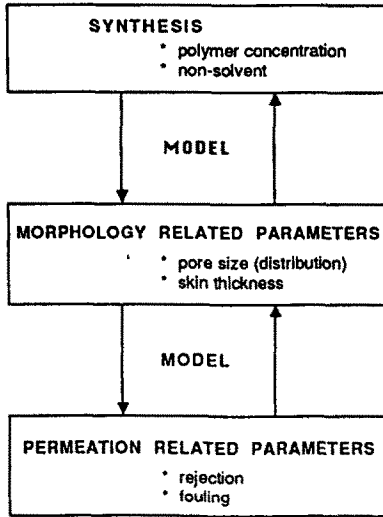 SYNTHESIS
* polymer concentration
* non-solvent
MODEL
MORPHOLOGY RELATED PARAMETERS
* pore size (distribution)
* skin thickness
MODEL
PERMEATION RELATED PARAMETERS
* rejection
* fouling